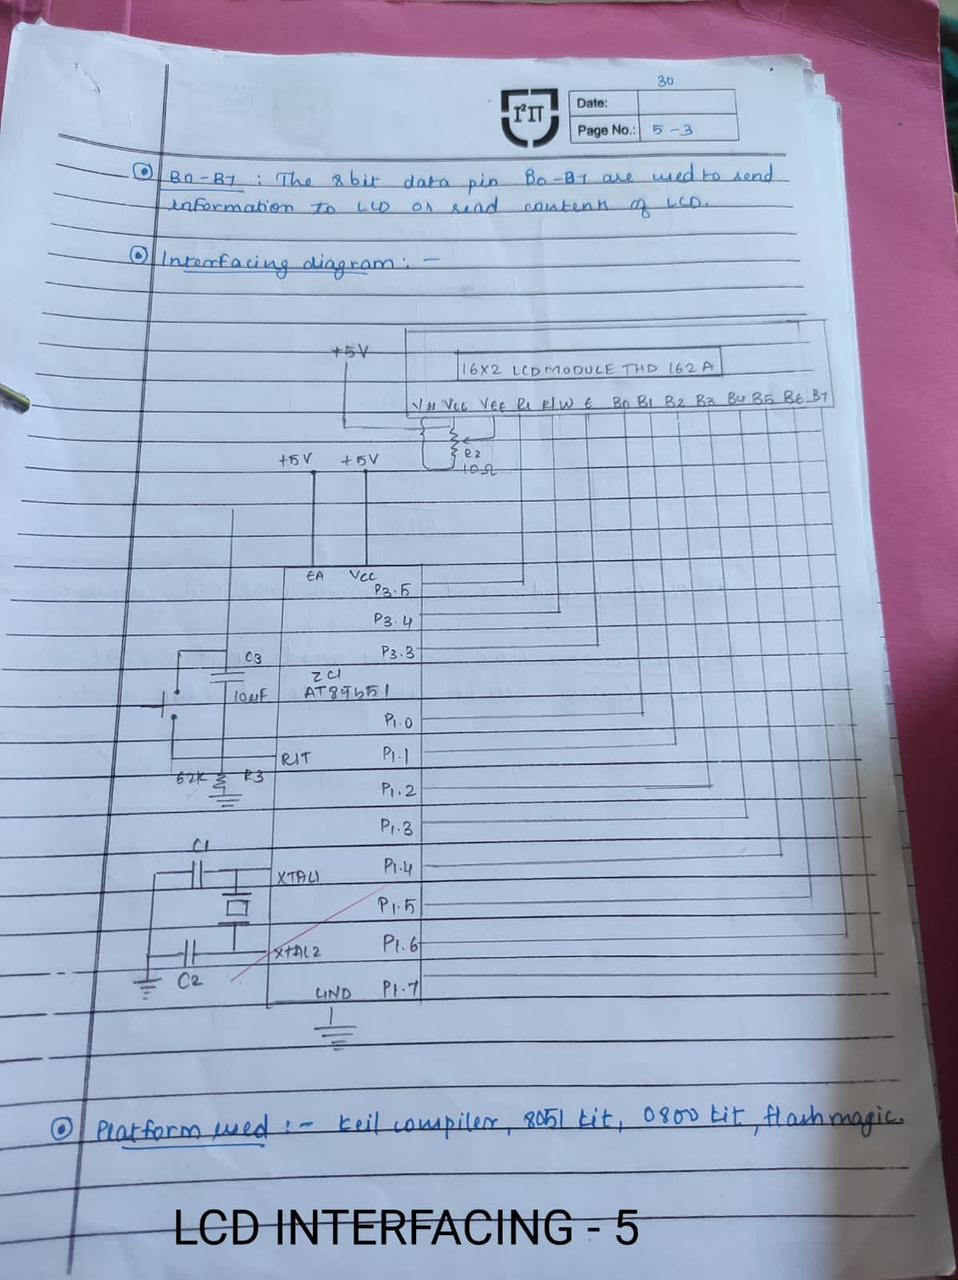 30
I²IT
Date:
Page No.: 5-3
B0-B7 : The 8 bit data pin B0-B7 are used to send
information to LCD or read contents of LCD.
Interfacing diagram : -
+5V
16X2 LCD MODULE THD 162A
VSS VCC VEE RS R/W E B0 B1 B2 B3 B4 B5 B6 B7
R2
10Ω
+5V +5V
EA VCC
P3.5
P3.4
P3.3
C3
10µF
IC1
P1.0
RST
P1.1
62K R3
P1.2
P1.3
C1
XTAL1
P1.4
P1.5
P1.6
XTAL2
C2
GND
P1.7
Platform used :- Keil compiler, 8051 kit, 0800 kit, flash magic.
LCD INTERFACING - 5